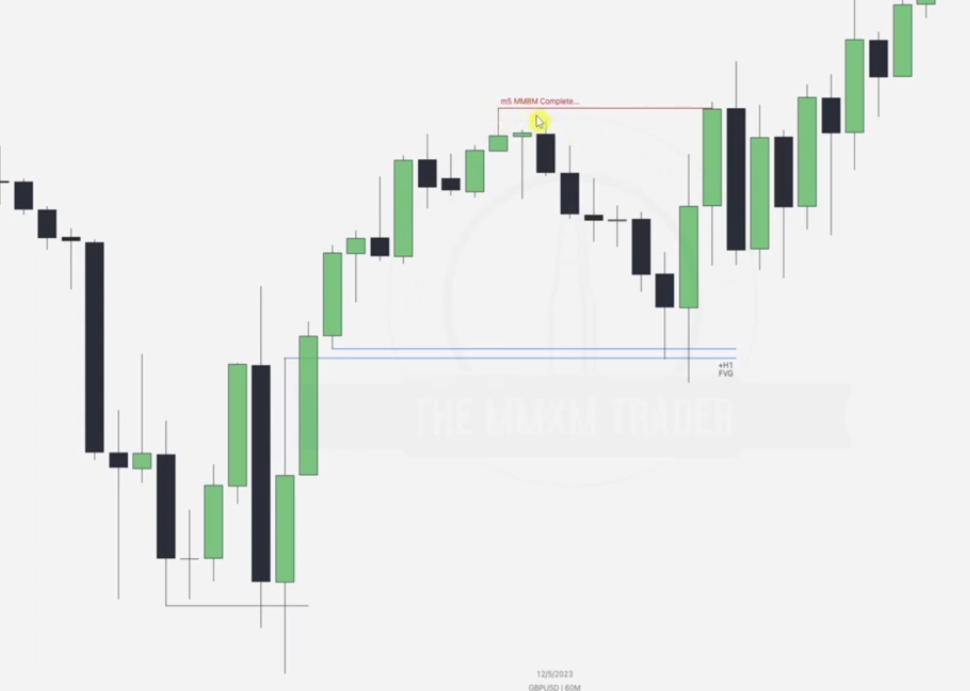 m5 MMBM Complete...
+H1
FVG
THE MMXM TRADER
12/5/2023
GBPUSD | 60M